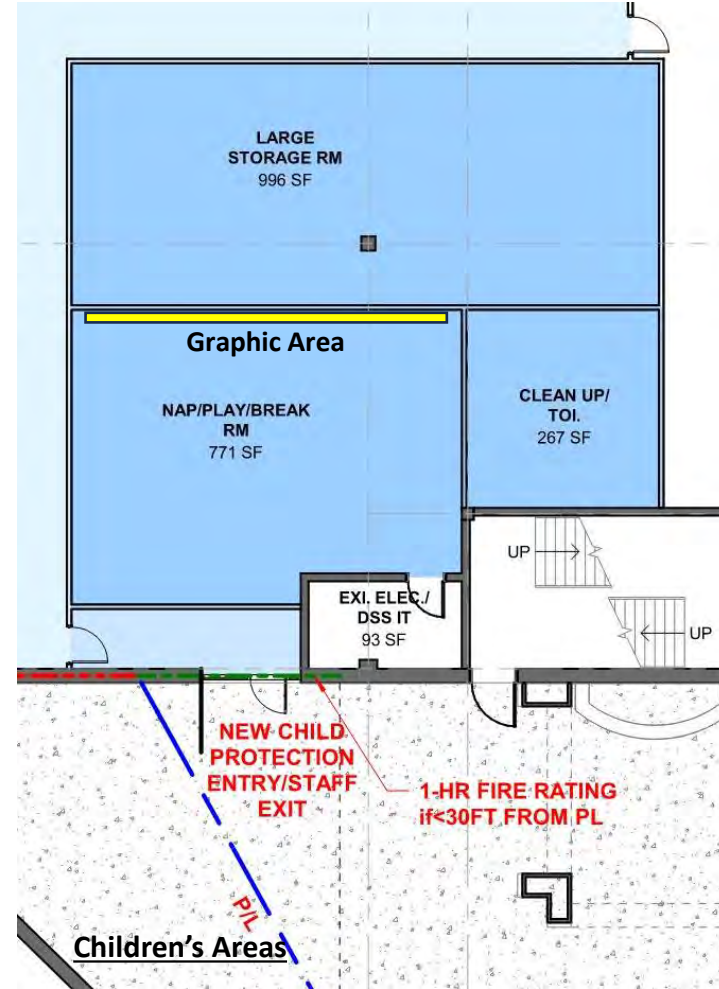 LARGE
STORAGE RM
996 SF
Graphic Area
NAP/PLAY/BREAK
RM
771 SF
CLEAN UP/
TOI.
267 SF
UP
EXI. ELEC./
DSS IT
93 SF
UP
NEW CHILD
PROTECTION
ENTRY/STAFF
EXIT
1-HR FIRE RATING
if<30FT FROM PL
P/L
Children's Areas